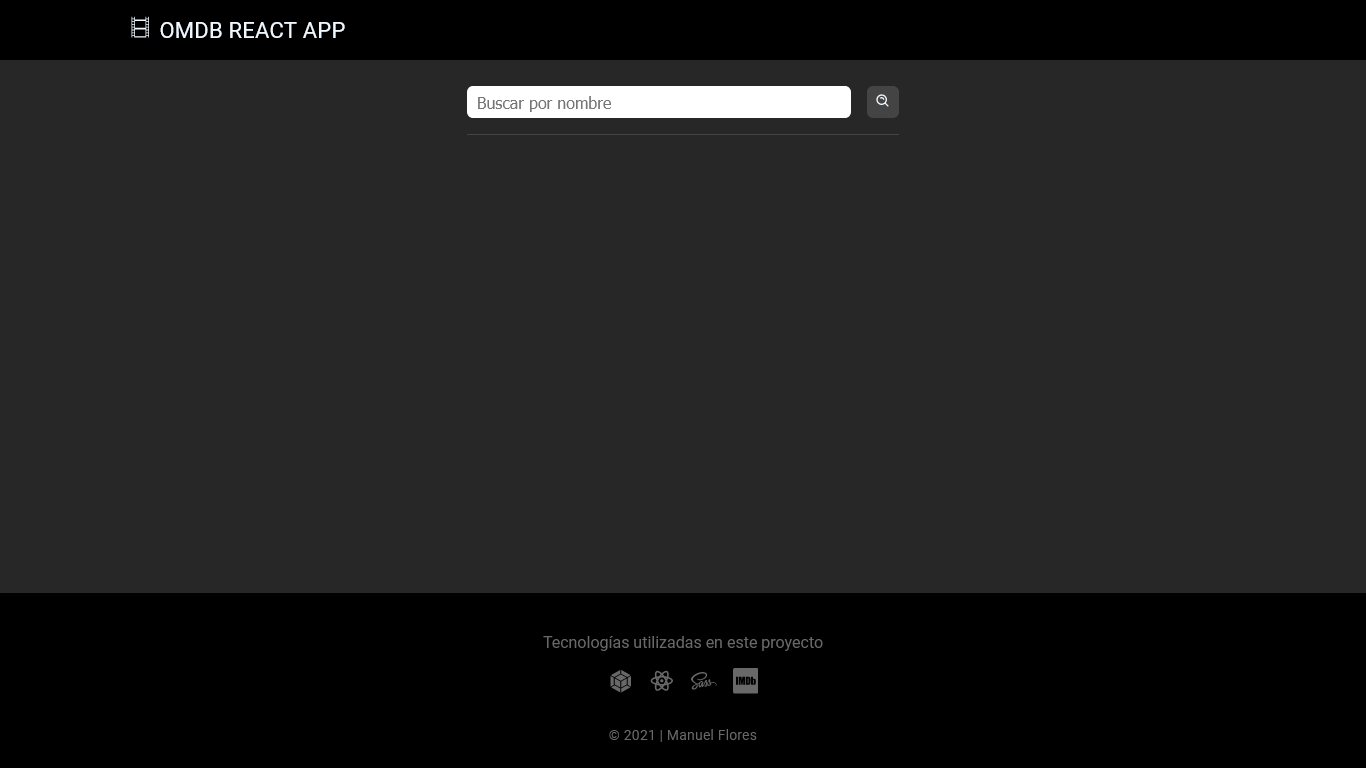 OMDB REACT APP
Buscar por nombre
Tecnologías utilizadas en este proyecto
Sass
IMDb
© 2021 | Manuel Flores